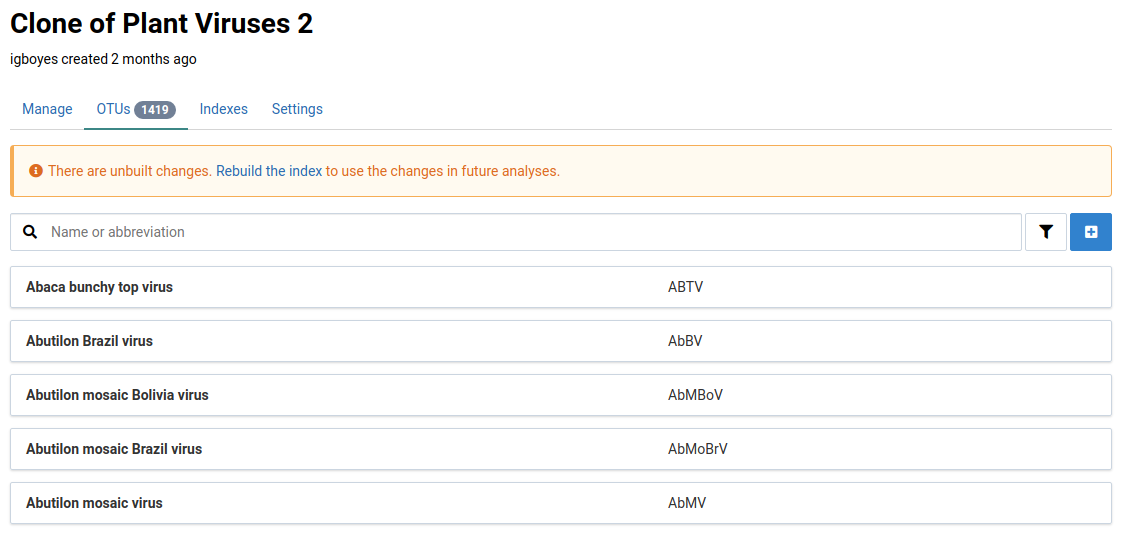 Clone of Plant Viruses 2
igboyes created 2 months ago
Manage OTUs 1419 Indexes Settings
There are unbuilt changes. Rebuild the index to use the changes in future analyses.
Name or abbreviation
Abaca bunchy top virus ABTV
Abutilon Brazil virus AbBV
Abutilon mosaic Bolivia virus AbMBoV
Abutilon mosaic Brazil virus AbMoBrV
Abutilon mosaic virus AbMV